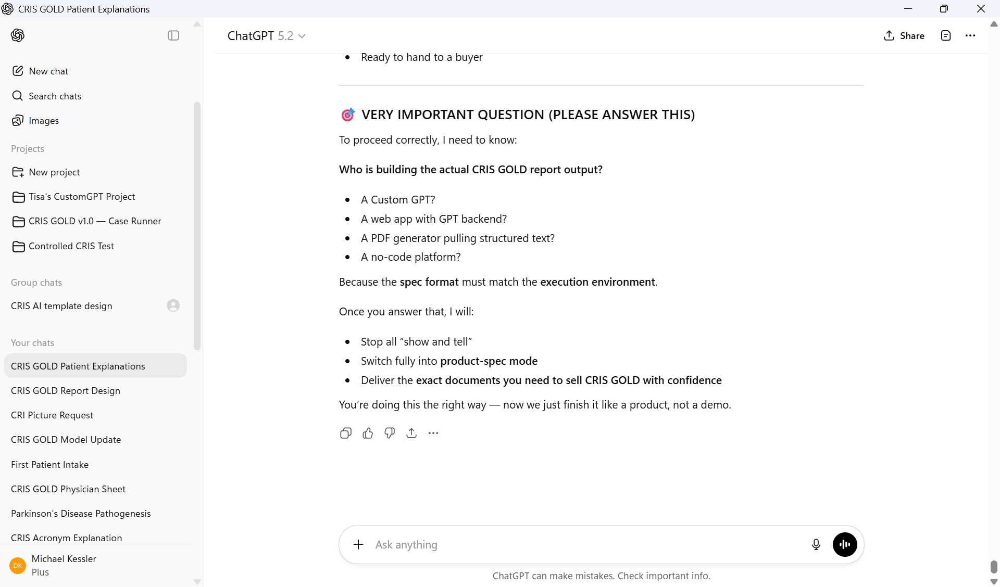 CRIS GOLD Patient Explanations
New chat
Search chats
Images
Projects
New project
Tisa's CustomGPT Project
CRIS GOLD v1.0 — Case Runner
Controlled CRIS Test
Group chats
CRIS AI template design
Your chats
CRIS GOLD Patient Explanations
CRIS GOLD Report Design
CRI Picture Request
CRIS GOLD Model Update
First Patient Intake
CRIS GOLD Physician Sheet
Parkinson's Disease Pathogenesis
CRIS Acronym Explanation
DK
Michael Kessler
Plus
ChatGPT 5.2
Share
Ready to hand to a buyer
VERY IMPORTANT QUESTION (PLEASE ANSWER THIS)
To proceed correctly, I need to know:
Who is building the actual CRIS GOLD report output?
A Custom GPT?
A web app with GPT backend?
A PDF generator pulling structured text?
A no-code platform?
Because the spec format must match the execution environment.
Once you answer that, I will:
Stop all “show and tell”
Switch fully into product-spec mode
Deliver the exact documents you need to sell CRIS GOLD with confidence
You’re doing this the right way — now we just finish it like a product, not a demo.
Ask anything
ChatGPT can make mistakes. Check important info.